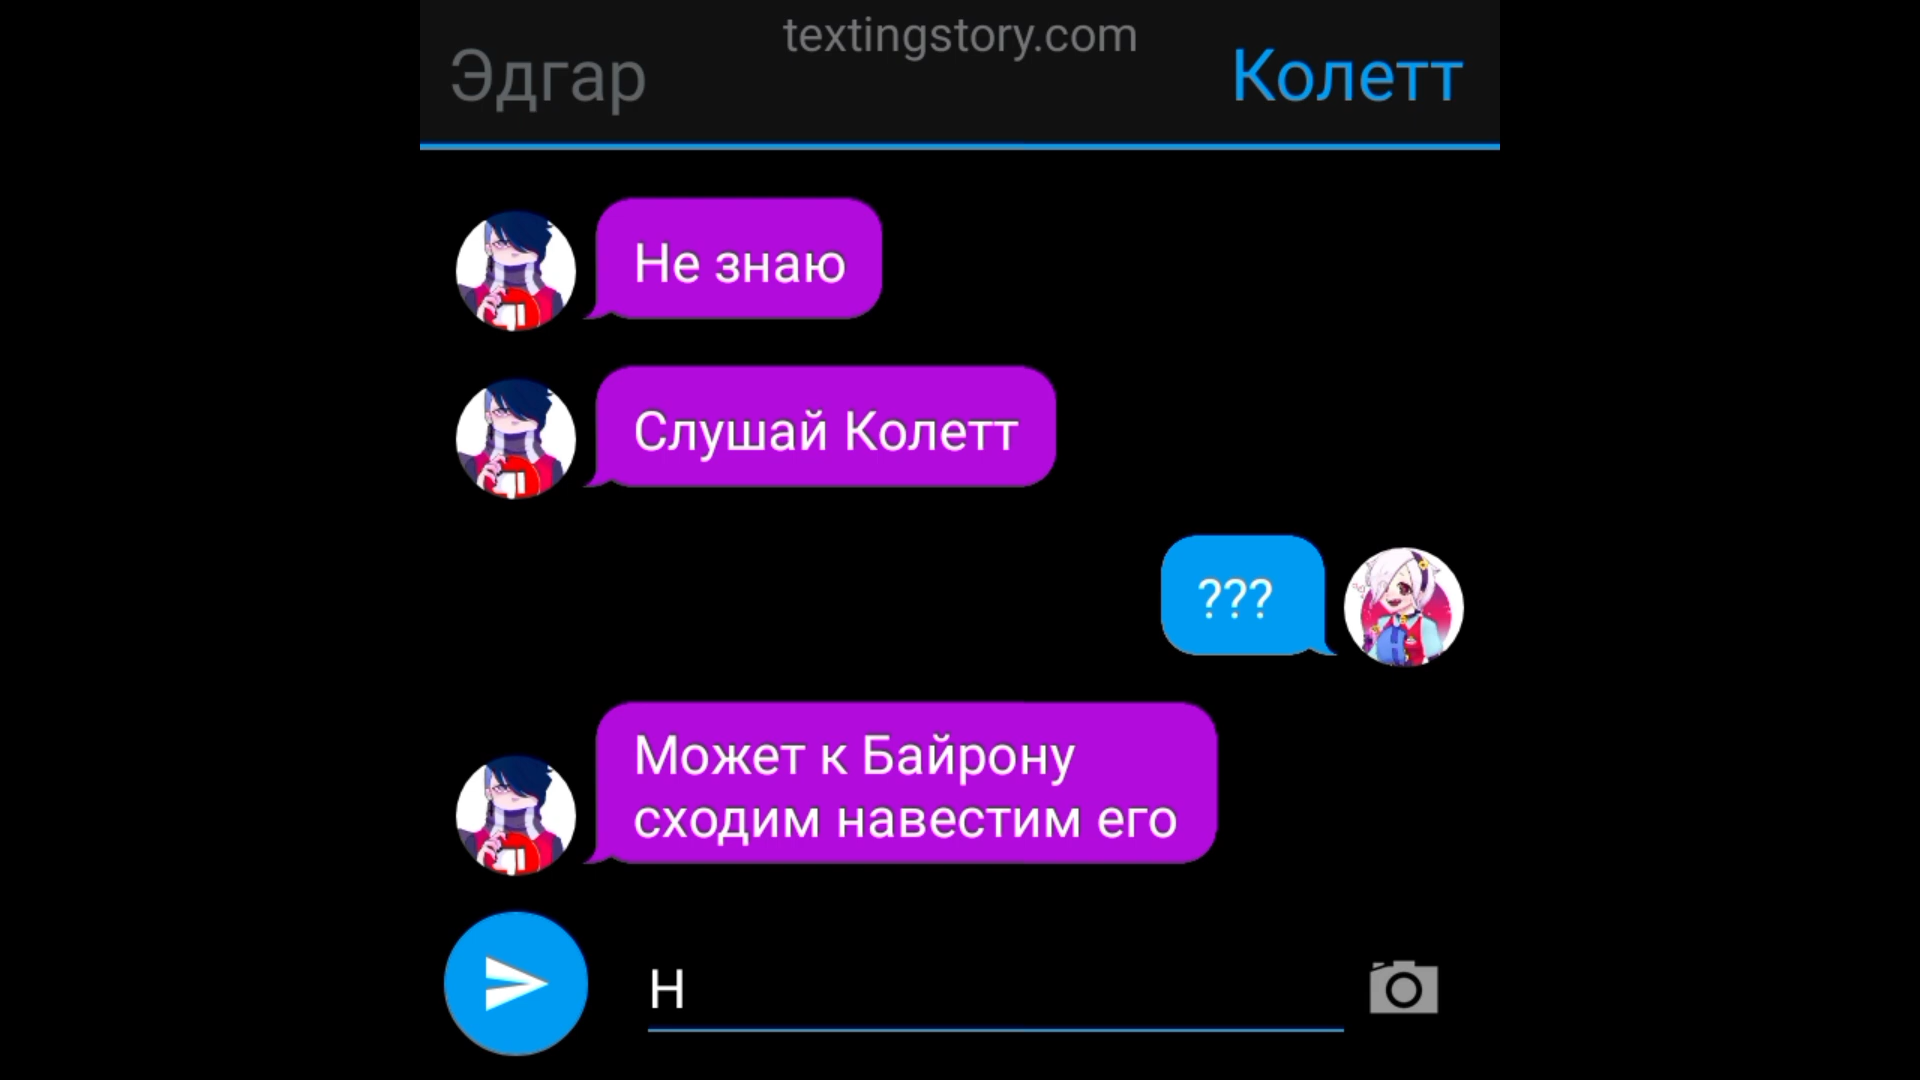 textingstory.com
Эдгар
Колетт
Не знаю
Слушай Колетт
???
Может к Байрону
сходим навестим его
Н